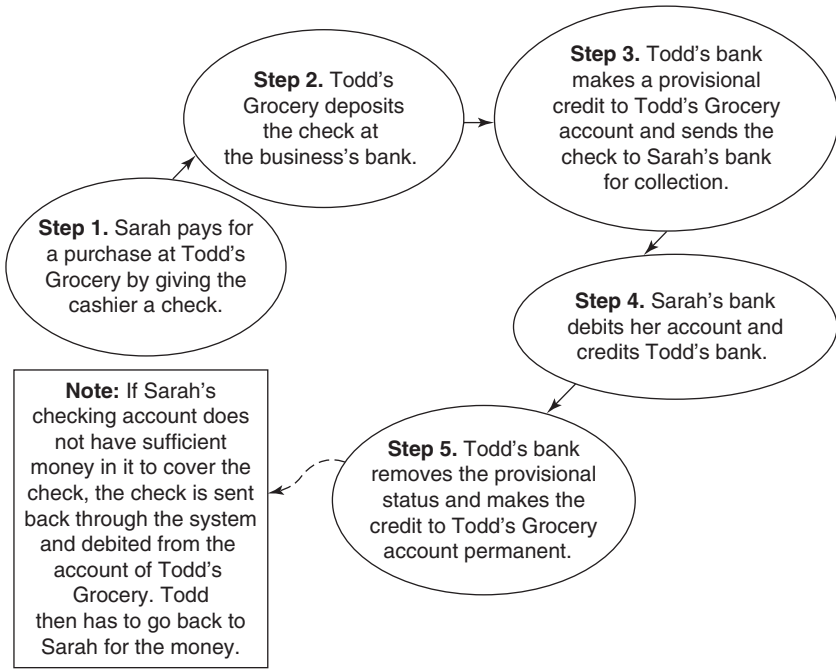 Step 1. Sarah pays for
a purchase at Todd's
Grocery by giving the
cashier a check.
Step 2. Todd's
Grocery deposits
the check at
the business's bank.
Step 3. Todd's bank
makes a provisional
credit to Todd's Grocery
account and sends the
check to Sarah's bank
for collection.
Step 4. Sarah's bank
debits her account and
credits Todd's bank.
Step 5. Todd's bank
removes the provisional
status and makes the
credit to Todd's Grocery
account permanent.
Note: If Sarah's
checking account does
not have sufficient
money in it to cover the
check, the check is sent
back through the system
and debited from the
account of Todd's
Grocery. Todd
then has to go back to
Sarah for the money.